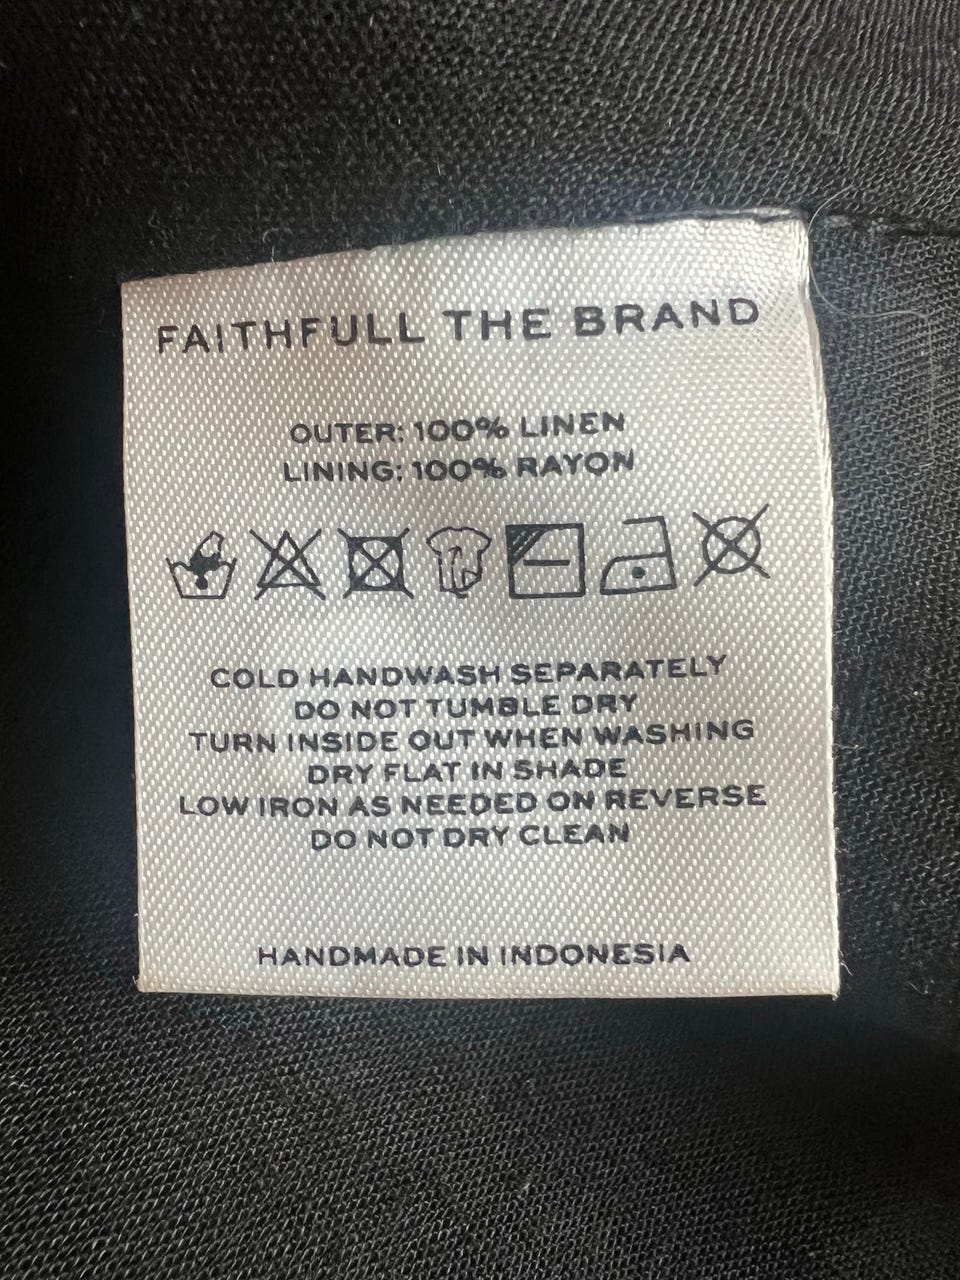 FAITHFULL THE BRAND
OUTER: 100% LINEN
LINING: 100% RAYON
COLD HANDWASH SEPARATELY
DO NOT TUMBLE DRY
TURN INSIDE OUT WHEN WASHING
DRY FLAT IN SHADE
LOW IRON AS NEEDED ON REVERSE
DO NOT DRY CLEAN
HANDMADE IN INDONESIA